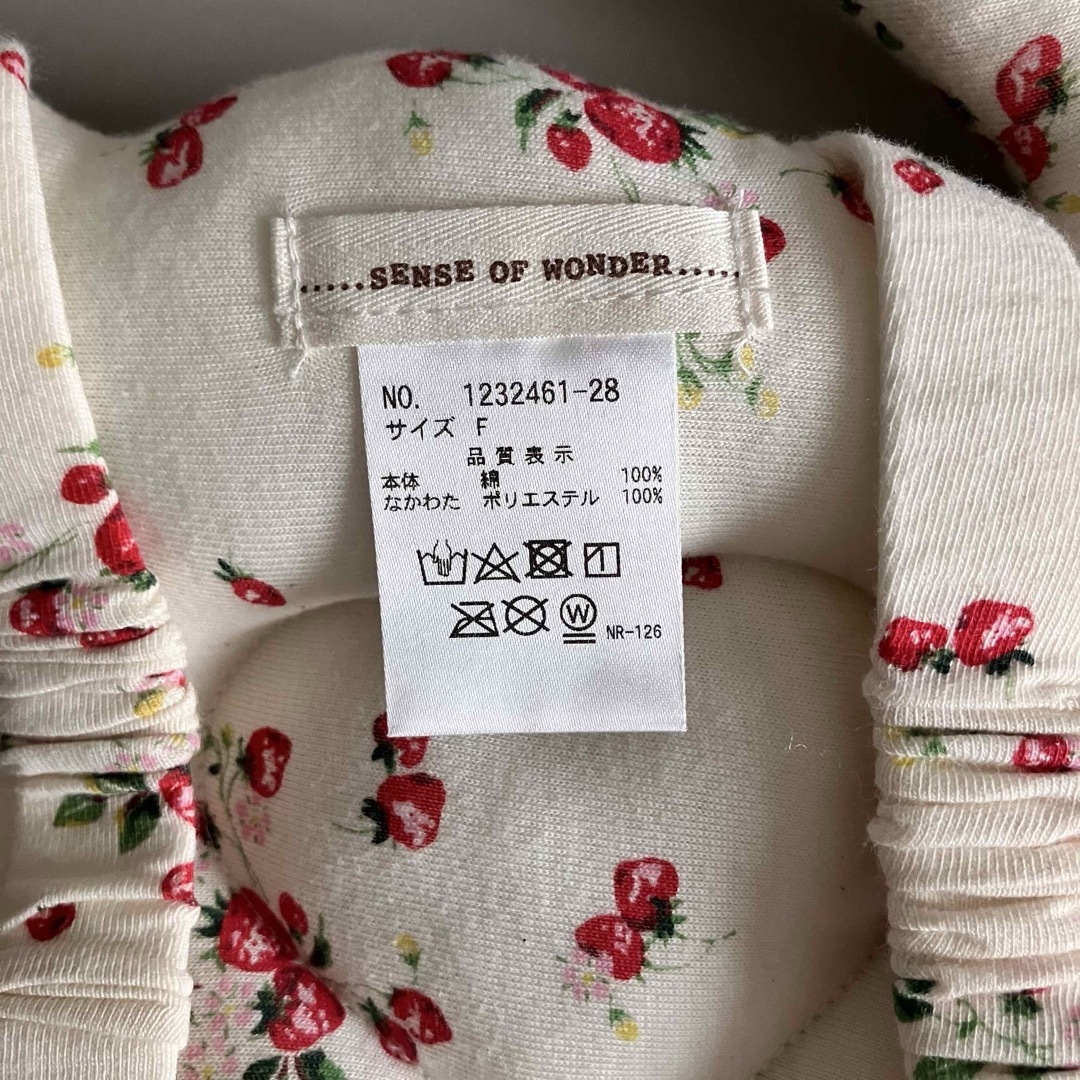 .....SENSE OF WONDER.....
NO. 1232461-28
サイズ F
品質表示
本体 綿 100%
なかわた ポリエステル 100%
W
NR-126